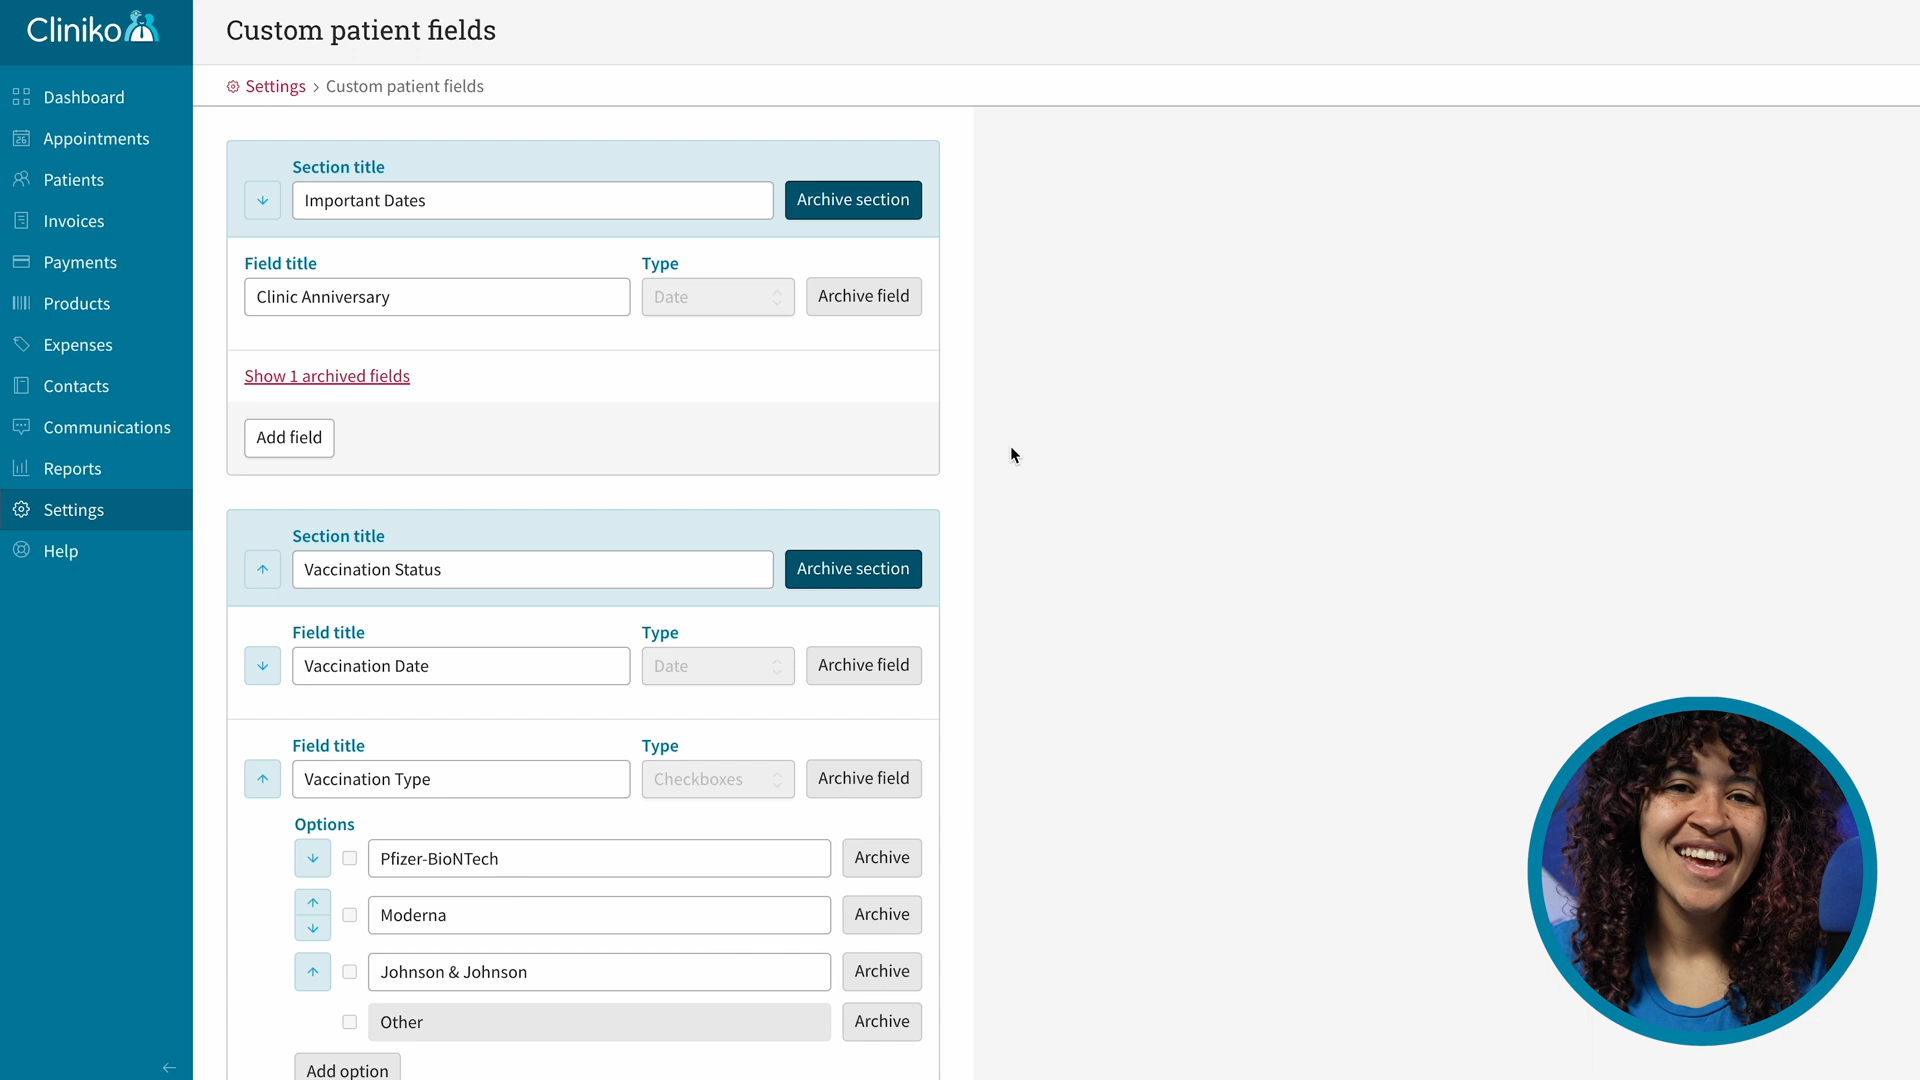 Cliniko
Custom patient fields
Settings > Custom patient fields
Dashboard
Appointments
Patients
Invoices
Payments
Products
Expenses
Contacts
Communications
Reports
Settings
Help
Section title
Important Dates
Archive section
Field title Type
Clinic Anniversary Date Archive field
Show 1 archived fields
Add field
Section title
Vaccination Status Archive section
Field title Type
Vaccination Date Date Archive field
Field title Type
Vaccination Type Checkboxes Archive field
Options
Pfizer-BioNTech Archive
Moderna Archive
Johnson & Johnson Archive
Other Archive
Add option